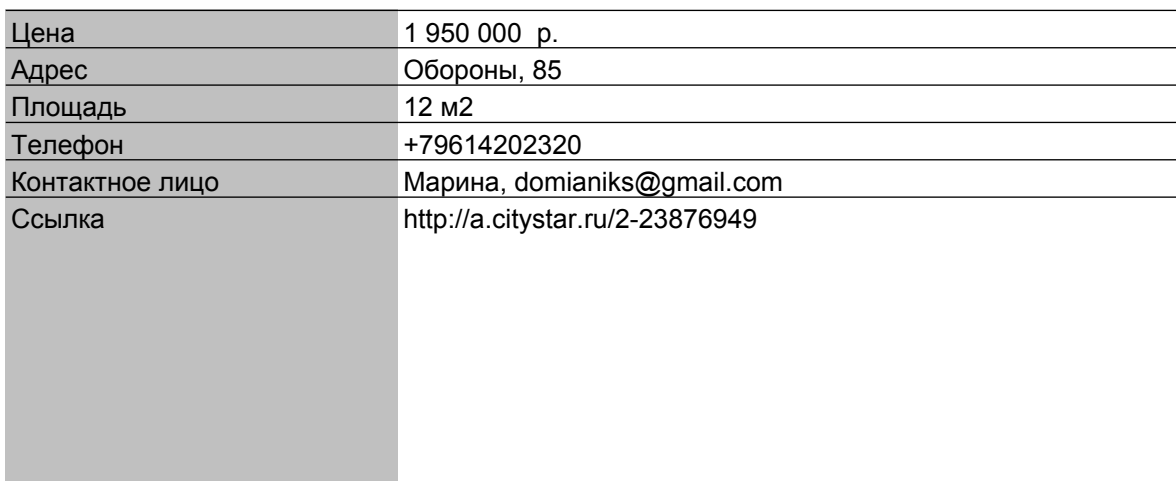 Цена 1 950 000 р.
Адрес Обороны, 85
Площадь 12 м2
Телефон +79614202320
Контактное лицо Марина, domianiks@gmail.com
Ссылка http://a.citystar.ru/2-23876949